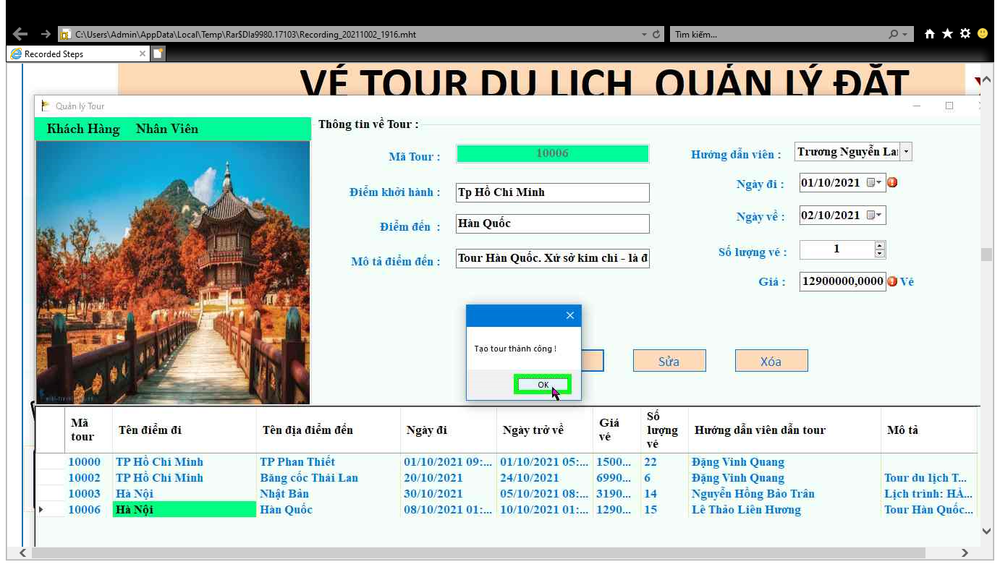 C:\Users\Admin\AppData\Local\Temp\Rar$DIa9980.17103\Recording_20211002_1916.mht
Tìm kiếm...
Recorded Steps
VÉ TOUR DU LỊCH QUẢN LÝ ĐẶT
Quản lý Tour
Khách Hàng Nhân Viên
Thông tin về Tour :
Mã Tour : 10006
Hướng dẫn viên : Trương Nguyễn La
Điểm khởi hành : Tp Hồ Chí Minh
Ngày đi : 01/10/2021
Điểm đến : Hàn Quốc
Ngày về : 02/10/2021
Mô tả điểm đến : Tour Hàn Quốc. Xứ sở kim chi - là đ
Số lượng vé : 1
Giá : 12900000,0000 Vé
Tạo tour thành công !
OK
Sửa
Xóa
Mã tour Tên điểm đi Tên địa điểm đến Ngày đi Ngày trở về Giá vé Số lượng vé Hướng dẫn viên dẫn tour Mô tả
10000 TP Hồ Chí Minh TP Phan Thiết 01/10/2021 09:... 01/10/2021 05:... 1500... 22 Đặng Vinh Quang
10002 TP Hồ Chí Minh Băng cốc Thái Lan 20/10/2021 24/10/2021 6990... 6 Đặng Vinh Quang Tour du lịch T...
10003 Hà Nội Nhật Bản 30/10/2021 05/10/2021 08:... 3190... 14 Nguyễn Hồng Bảo Trân Lịch trình: HÀ...
10006 Hà Nội Hàn Quốc 08/10/2021 01:... 10/10/2021 01:... 1290... 15 Lê Thảo Liên Hương Tour Hàn Quốc...